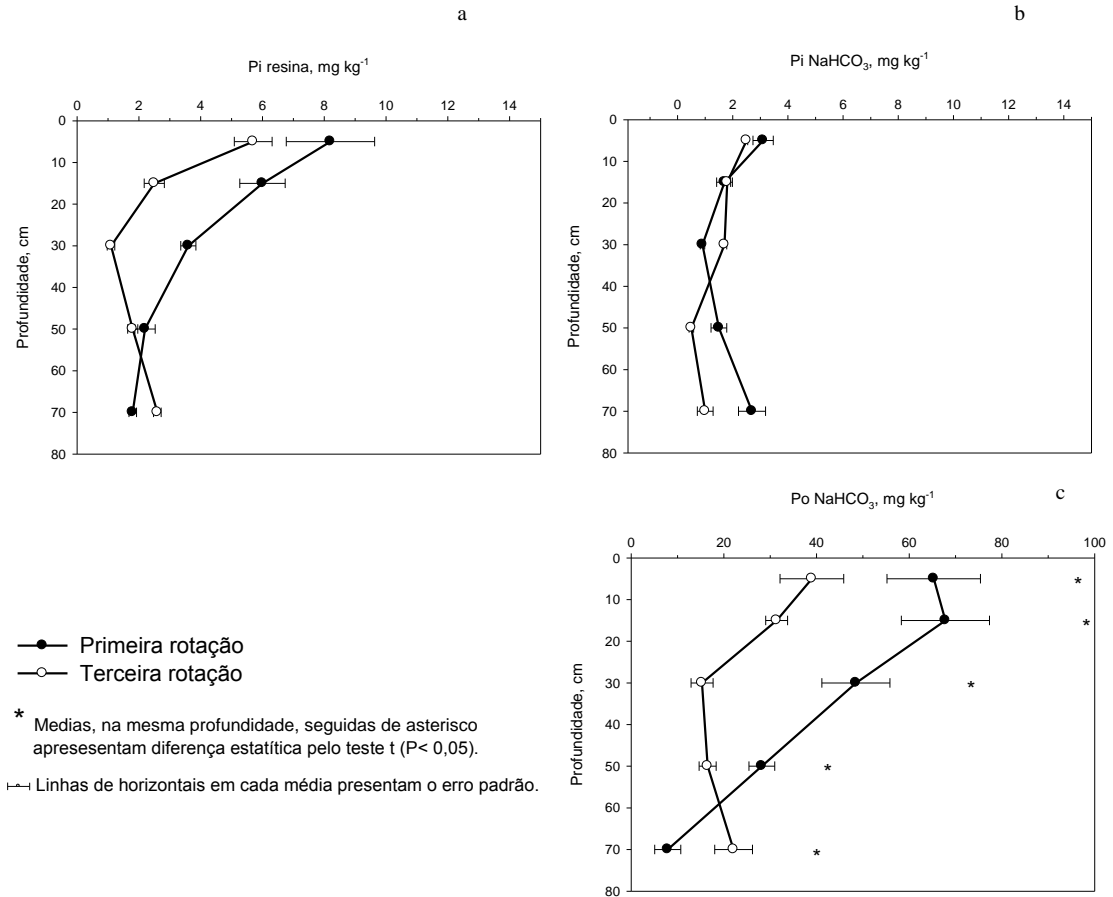 a
Pi resina, mg kg-1
0 2 4 6 8 10 12 14
Profundidade, cm
0
10
20
30
40
50
60
70
80
b
Pi NaHCO3, mg kg-1
0 2 4 6 8 10 12 14
Profundidade, cm
0
10
20
30
40
50
60
70
80
c
Po NaHCO3, mg kg-1
0 20 40 60 80 100
Profundidade, cm
0
10
20
30
40
50
60
70
80
*
*
*
*
*
Primeira rotação
Terceira rotação
* Medias, na mesma profundidade, seguidas de asterisco
apresesentam diferença estatítica pelo teste t (P< 0,05).
Linhas de horizontais em cada média presentam o erro padrão.